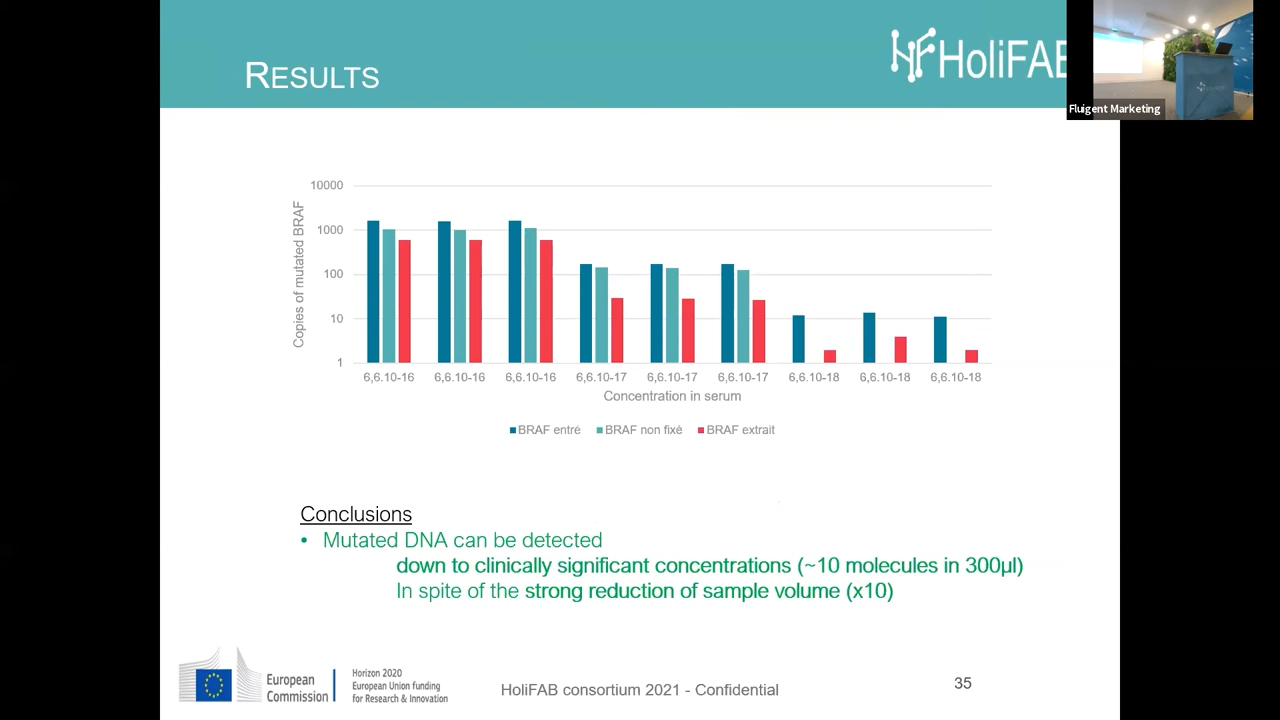 RESULTS
HoliFAB
Fluigent Marketing
10000
1000
100
10
1
Copies of mutated BRAF
6,6.10-16 6,6.10-16 6,6.10-16 6,6.10-17 6,6.10-17 6,6.10-17 6,6.10-18 6,6.10-18 6,6.10-18
Concentration in serum
BRAF entré BRAF non fixé BRAF extrait
Conclusions
• Mutated DNA can be detected
down to clinically significant concentrations (~10 molecules in 300µl)
In spite of the strong reduction of sample volume (x10)
European
Commission
Horizon 2020
European Union funding
for Research & Innovation
HoliFAB consortium 2021 - Confidential
35